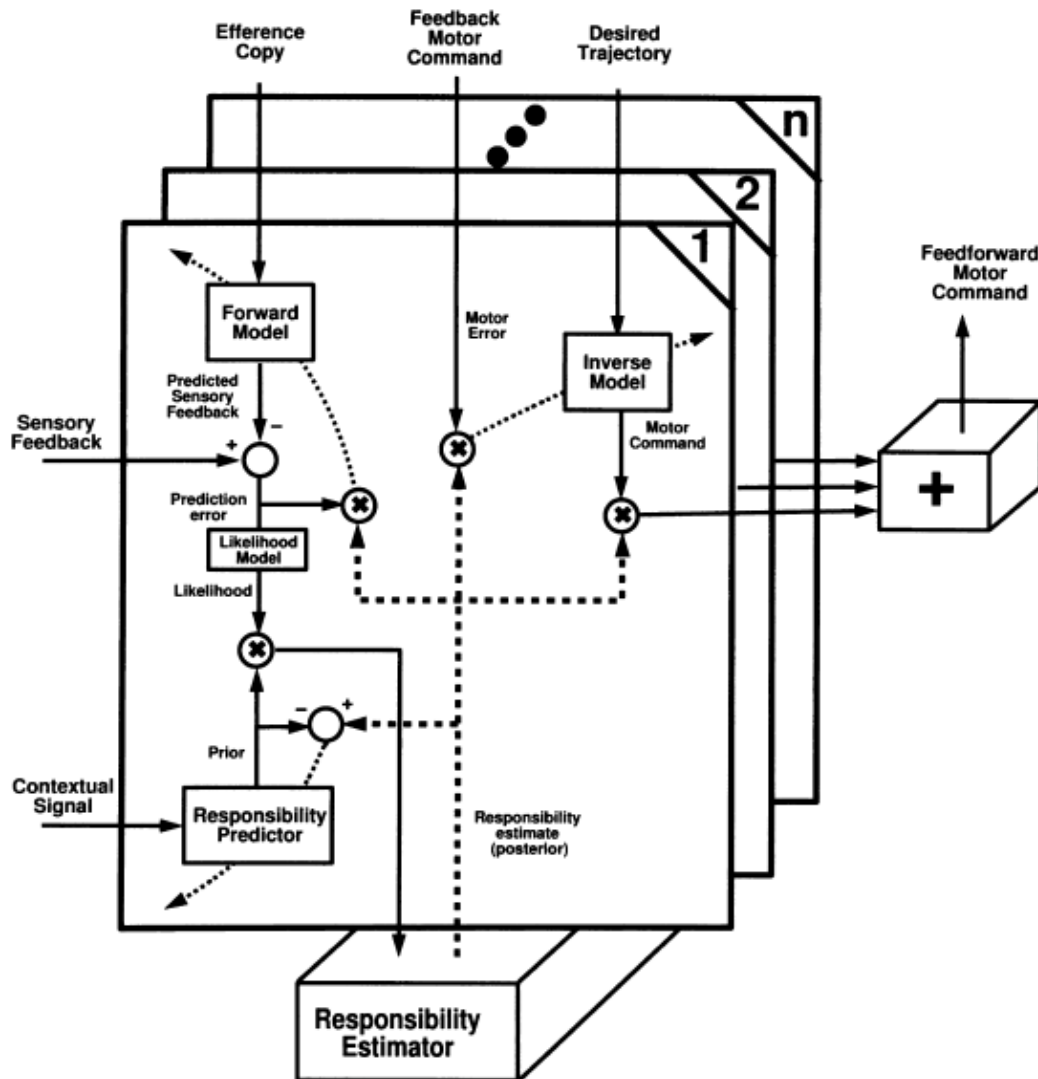 Efference
Copy
Feedback
Motor
Command
Desired
Trajectory
n
2
1
Feedforward
Motor
Command
Forward
Model
Motor
Error
Inverse
Model
Predicted
Sensory
Feedback
Motor
Command
Sensory
Feedback
+
−
Prediction
error
+
Likelihood
Model
Likelihood
−
+
Prior
Contextual
Signal
Responsibility
Predictor
Responsibility
estimate
(posterior)
Responsibility
Estimator